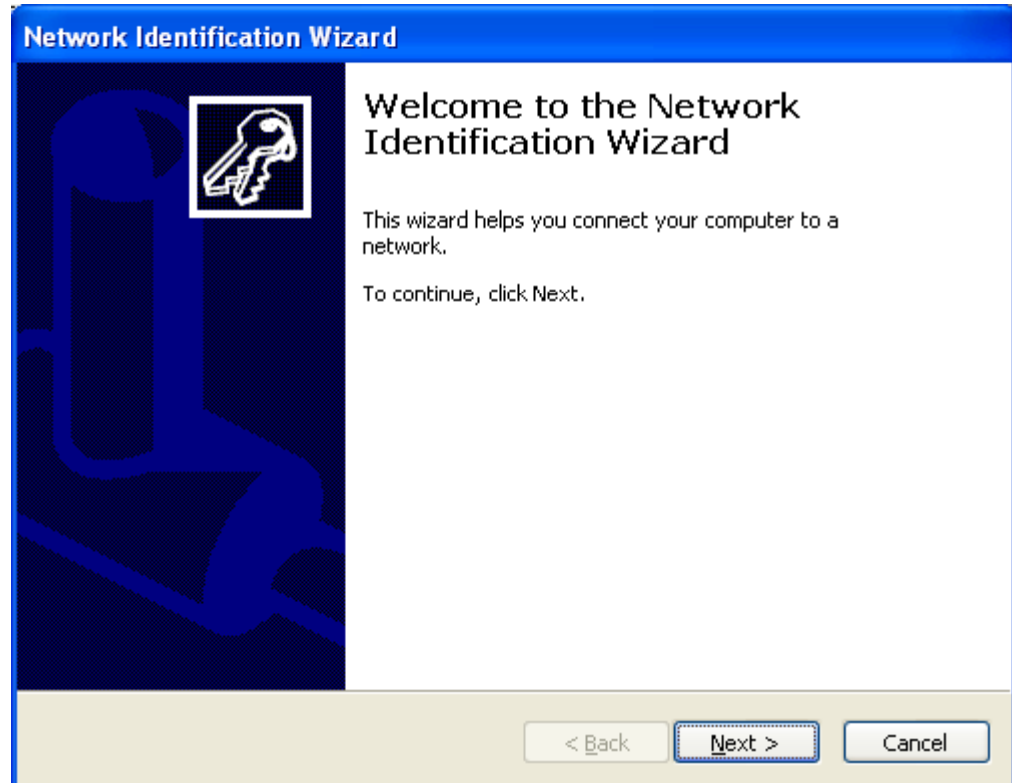 Network Identification Wizard
Welcome to the Network
Identification Wizard
This wizard helps you connect your computer to a
network.
To continue, click Next.
< Back
Next >
Cancel